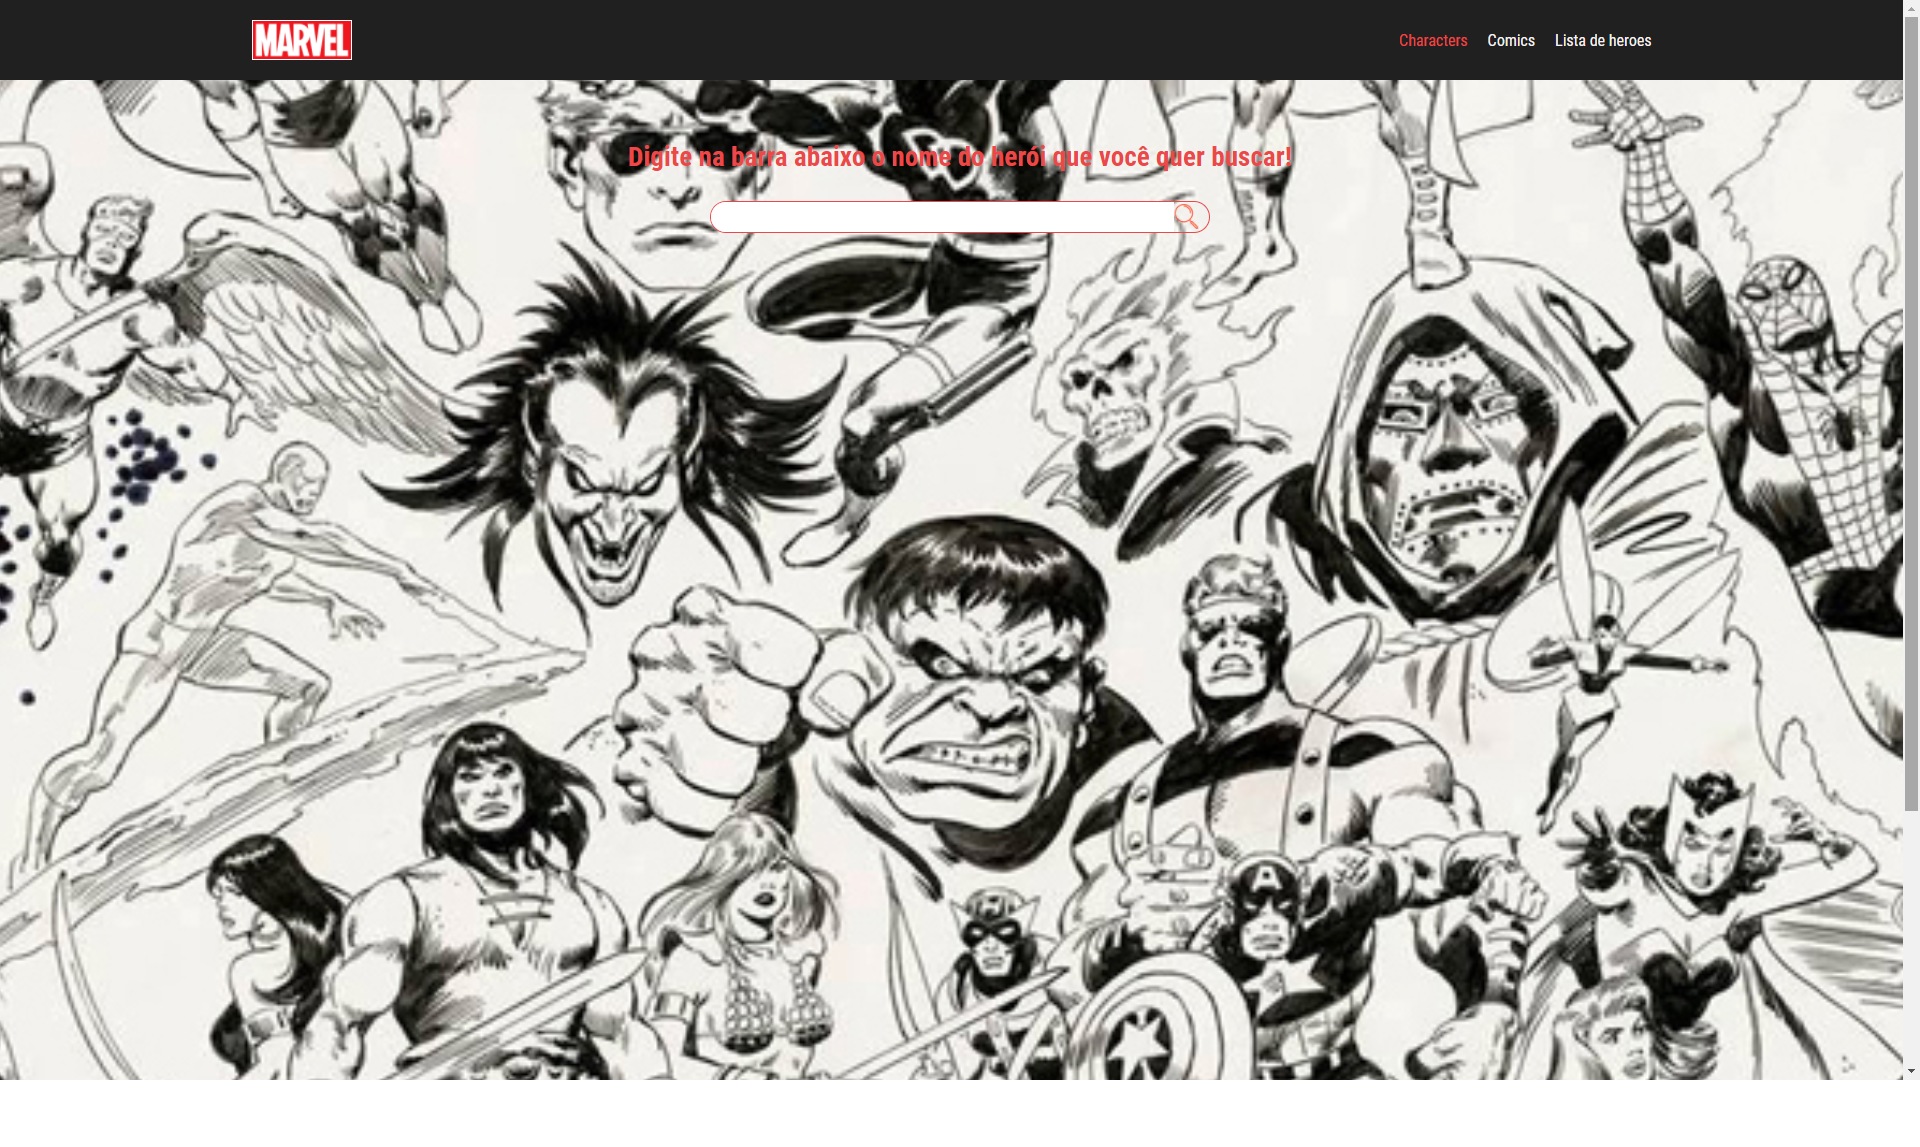 MARVEL
Characters Comics Lista de heroes
Digite na barra abaixo o nome do herói que você quer buscar!
A